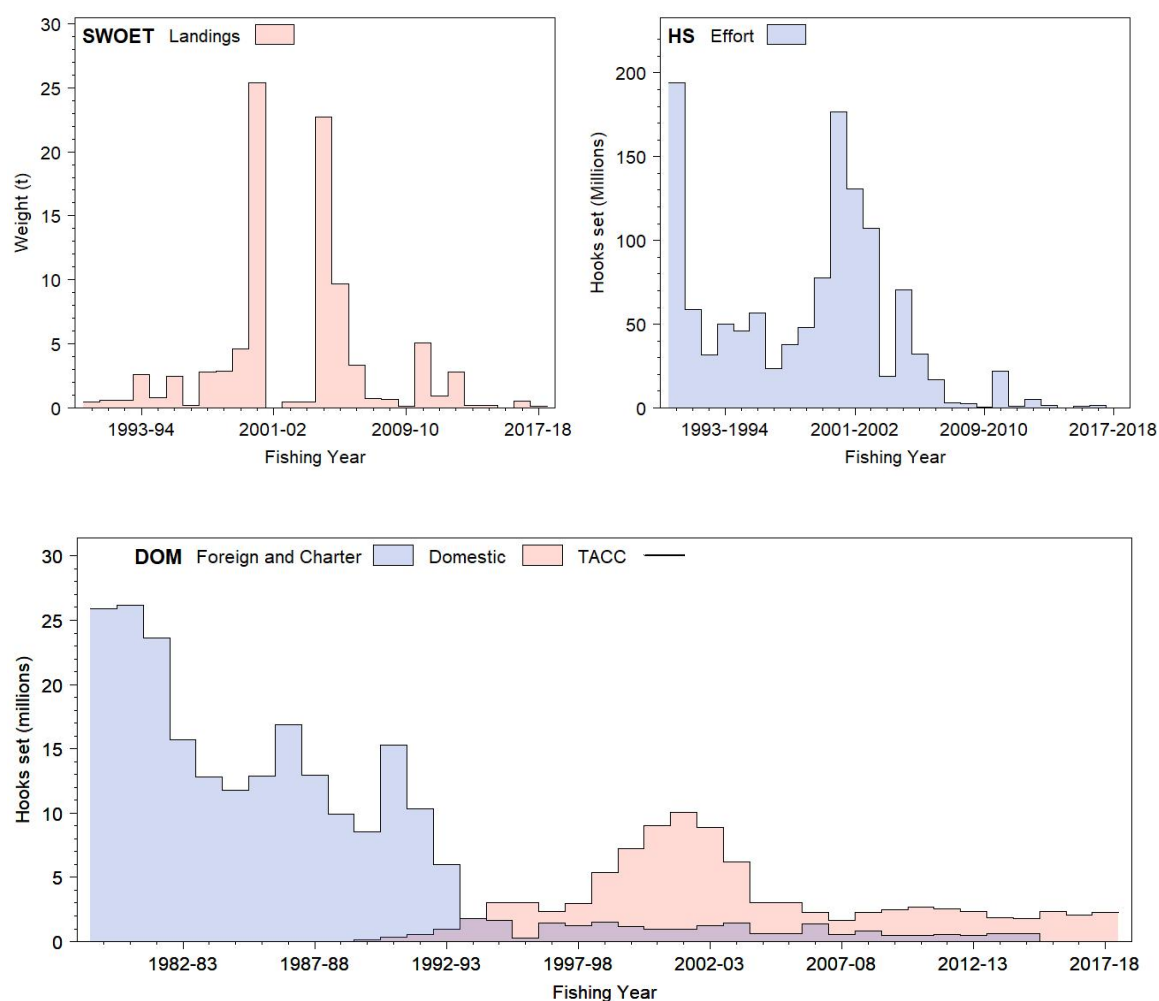 SWOET Landings
Weight (t)
30
25
20
15
10
5
0
1993-94 2001-02 2009-10 2017-18
Fishing Year
HS Effort
Hooks set (Millions)
200
150
100
50
0
1993-1994 2001-2002 2009-2010 2017-2018
Fishing Year
DOM Foreign and Charter Domestic TACC
Hooks set (millions)
30
25
20
15
10
5
0
1982-83 1987-88 1992-93 1997-98 2002-03 2007-08 2012-13 2017-18
Fishing Year